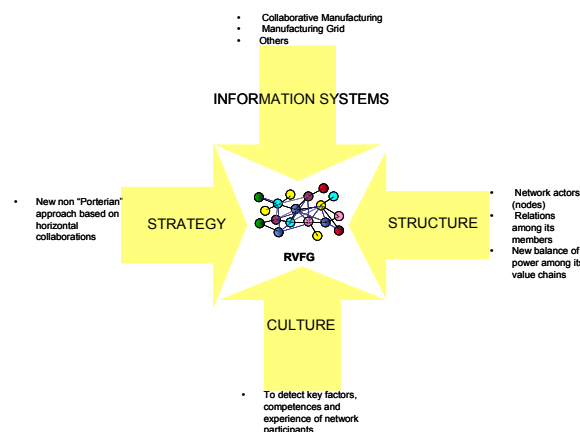 • Collaborative Manufacturing
• Manufacturing Grid
• Others
INFORMATION SYSTEMS
• New non "Porterian"
approach based on
horizontal
collaborations
STRATEGY
RVFG
STRUCTURE
• Network actors
(nodes)
• Relations
among its
members
• New balance of
power among its
value chains
CULTURE
• To detect key factors,
competences and
experience of network
participants